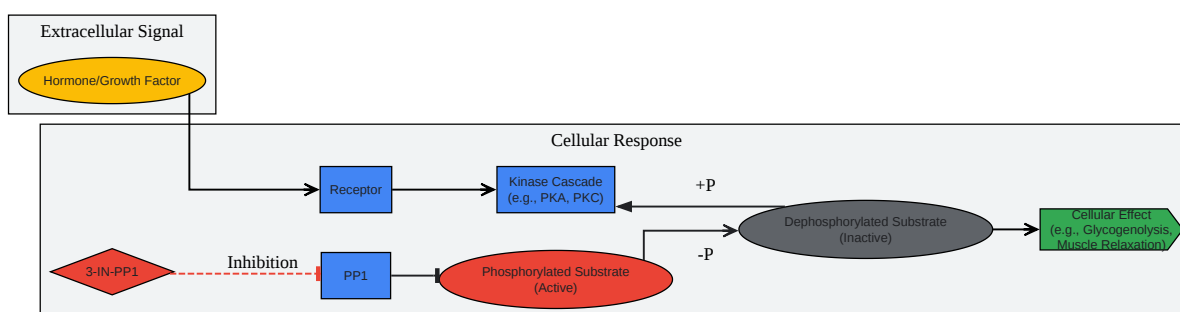 Extracellular Signal
Hormone/Growth Factor
Cellular Response
Receptor
Kinase Cascade
(e.g., PKA, PKC)
+P
Dephosphorylated Substrate
(Inactive)
Cellular Effect
(e.g., Glycogenolysis,
Muscle Relaxation)
-P
3-IN-PP1
Inhibition
PP1
Phosphorylated Substrate
(Active)